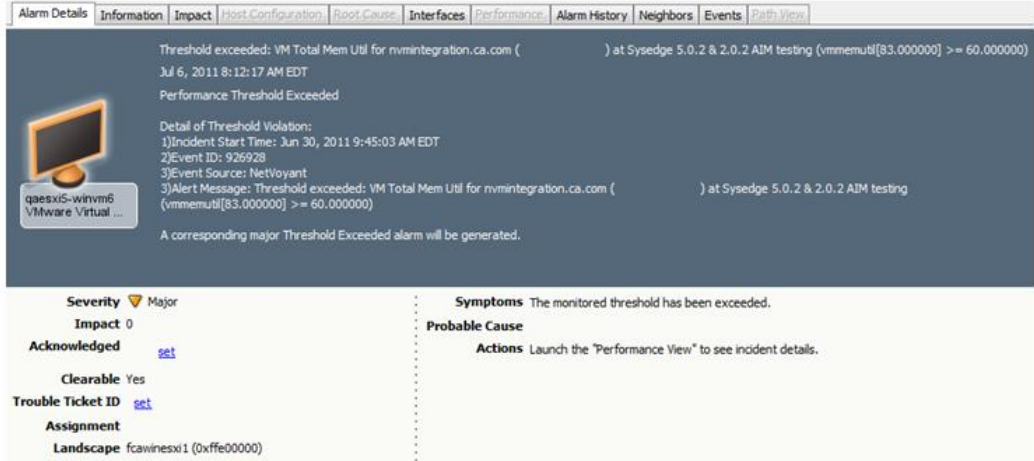 Alarm Details Information Impact Host Configuration Root Cause Interfaces Performance Alarm History Neighbors Events Path View
Threshold exceeded: VM Total Mem Util for nvmintegration.ca.com ( ) at Sysedge 5.0.2 & 2.0.2 AIM testing (vmmemutil[83.000000] >= 60.000000)
Jul 6, 2011 8:12:17 AM EDT
Performance Threshold Exceeded
Detail of Threshold Violation:
1)Incident Start Time: Jun 30, 2011 9:45:03 AM EDT
2)Event ID: 926928
3)Event Source: NetVoyant
3)Alert Message: Threshold exceeded: VM Total Mem Util for nvmintegration.ca.com ( ) at Sysedge 5.0.2 & 2.0.2 AIM testing
(vmmemutil[83.000000] >= 60.000000)
A corresponding major Threshold Exceeded alarm will be generated.
qaesxi5-winvm6
VMware Virtual ...
Severity Major
Impact 0
Acknowledged set
Clearable Yes
Trouble Ticket ID set
Assignment
Landscape fcawinesxi1 (0xffe00000)
Symptoms The monitored threshold has been exceeded.
Probable Cause
Actions Launch the "Performance View" to see incident details.